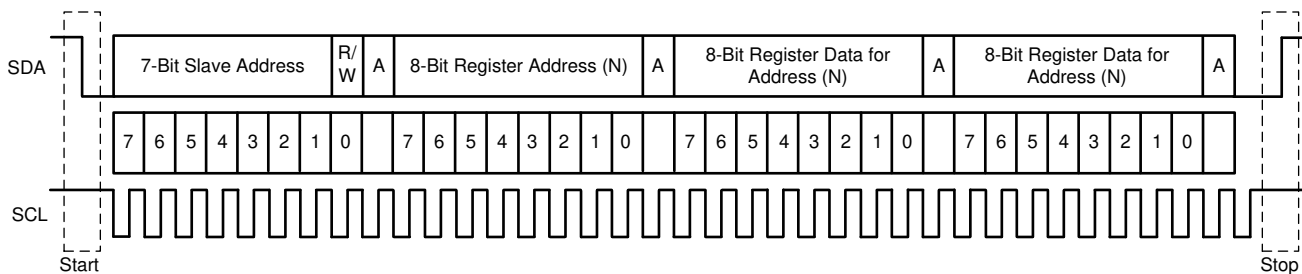 SDA
7-Bit Slave Address
R/
W
A
8-Bit Register Address (N)
A
8-Bit Register Data for
Address (N)
A
8-Bit Register Data for
Address (N)
A
7 6 5 4 3 2 1 0 7 6 5 4 3 2 1 0 7 6 5 4 3 2 1 0 7 6 5 4 3 2 1 0
SCL
Start
Stop